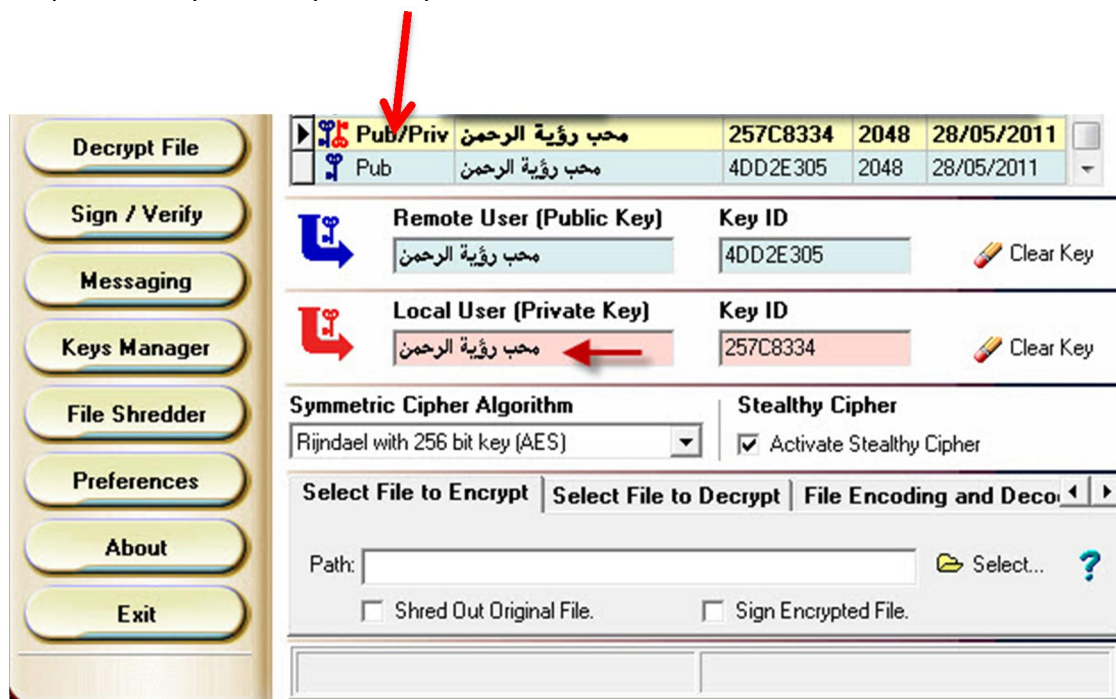 Decrypt File
Sign / Verify
Messaging
Keys Manager
File Shredder
Preferences
About
Exit
Pub/Priv محب رؤية الرحمن 257C8334 2048 28/05/2011
Pub محب رؤية الرحمن 4DD2E305 2048 28/05/2011
Remote User (Public Key) Key ID
محب رؤية الرحمن 4DD2E305 Clear Key
Local User (Private Key) Key ID
محب رؤية الرحمن 257C8334 Clear Key
Symmetric Cipher Algorithm Stealthy Cipher
Rijndael with 256 bit key (AES) Activate Stealthy Cipher
Select File to Encrypt Select File to Decrypt File Encoding and Deco
Path: Select... ?
Shred Out Original File. Sign Encrypted File.